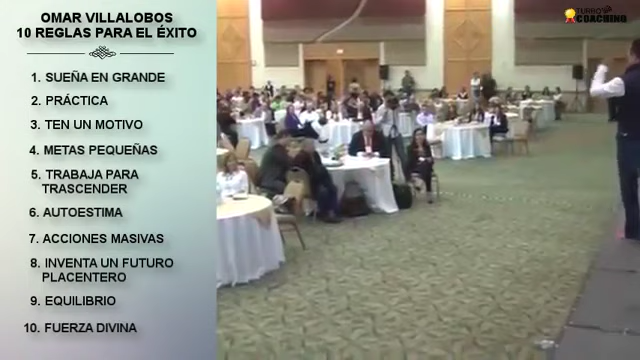 OMAR VILLALOBOS
10 REGLAS PARA EL ÉXITO
1. SUEÑA EN GRANDE
2. PRÁCTICA
3. TEN UN MOTIVO
4. METAS PEQUEÑAS
5. TRABAJA PARA
TRASCENDER
6. AUTOESTIMA
7. ACCIONES MASIVAS
8. INVENTA UN FUTURO
PLACENTERO
9. EQUILIBRIO
10. FUERZA DIVINA
TURBO
COACHING